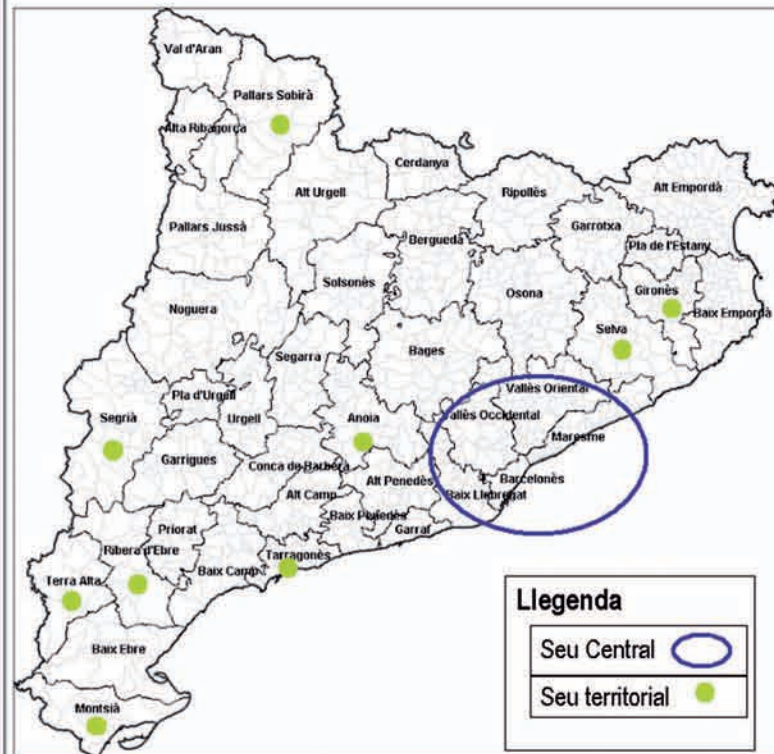 Val d'Aran
Pallars Sobirà
Alta Ribagorça
Cerdanya
Alt Urgell
Ripollès
Alt Empordà
Garrotxa
Pallars Jussà
Berguedà
Pla de l'Estany
Solsonès
Gironès
Noguera
Osona
Baix Empordà
Selva
Bages
Segarra
Vallès Oriental
Pla d'Urgell
Segrià
Urgell
Anoia
Vallès Occidental
Maresme
Garrigues
Conca de Barberà
Alt Penedès
Barcelonès
Alt Camp
Baix Llobregat
Baix Penedès
Priorat
Garraf
Ribera d'Ebre
Tarragonès
Baix Camp
Terra Alta
Baix Ebre
Montsià
Llegenda
Seu Central
Seu territorial